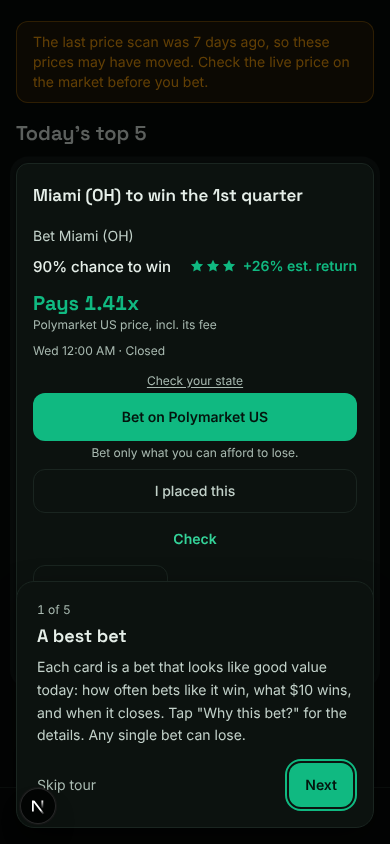 The last price scan was 7 days ago, so these
prices may have moved. Check the live price on
the market before you bet.
Today's top 5
Miami (OH) to win the 1st quarter
Bet Miami (OH)
90% chance to win ★★★ +26% est. return
Pays 1.41x
Polymarket US price, incl. its fee
Wed 12:00 AM · Closed
Check your state
Bet on Polymarket US
Bet only what you can afford to lose.
I placed this
Check
1 of 5
A best bet
Each card is a bet that looks like good value
today: how often bets like it win, what $10 wins,
and when it closes. Tap "Why this bet?" for the
details. Any single bet can lose.
Skip tour
Next
N